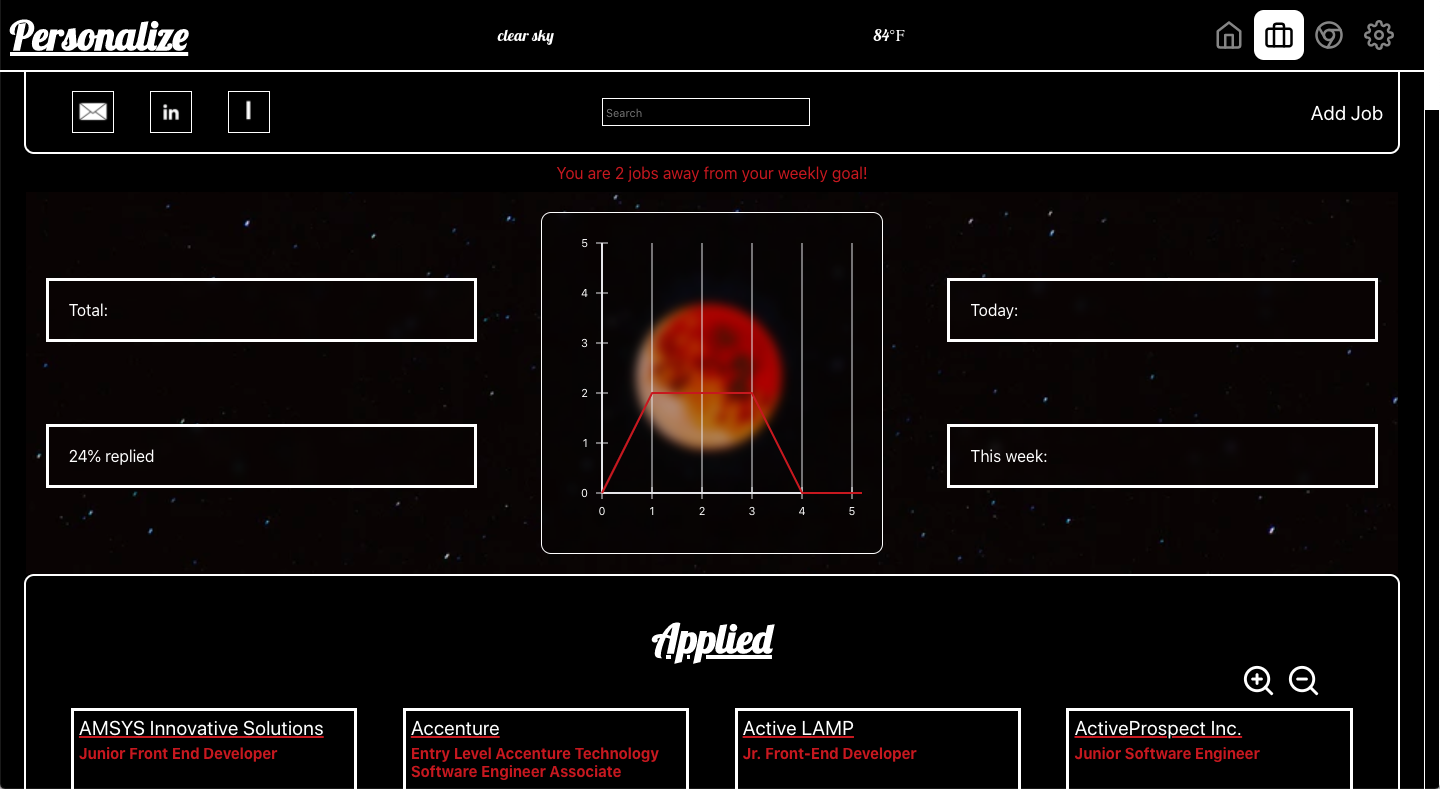 Personalize
clear sky
84°F
in
I
Search
Add Job
You are 2 jobs away from your weekly goal!
Total:
24% replied
5
4
3
2
1
0
0 1 2 3 4 5
Today:
This week:
Applied
AMSYS Innovative Solutions
Junior Front End Developer
Accenture
Entry Level Accenture Technology
Software Engineer Associate
Active LAMP
Jr. Front-End Developer
ActiveProspect Inc.
Junior Software Engineer